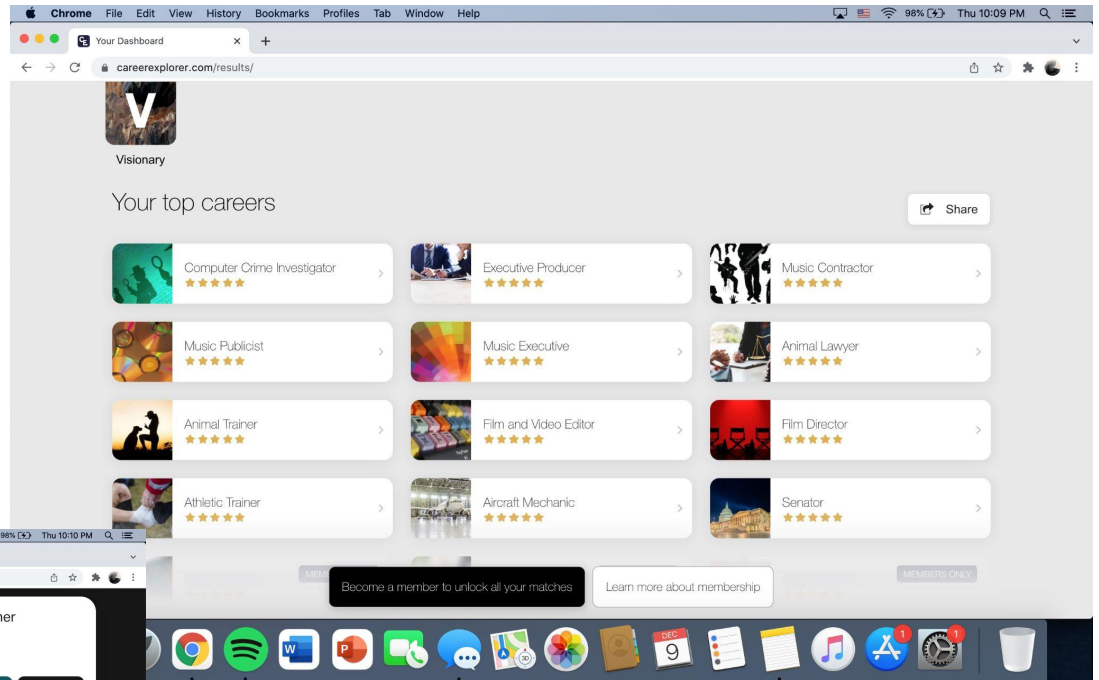 Chrome File Edit View History Bookmarks Profiles Tab Window Help 98% Thu 10:09 PM
CE Your Dashboard
careerexplorer.com/results/
V
Visionary
Your top careers
Share
Computer Crime Investigator
Executive Producer
Music Contractor
Music Publicist
Music Executive
Animal Lawyer
Animal Trainer
Film and Video Editor
Film Director
Athletic Trainer
Aircraft Mechanic
Senator
MEMBERS ONLY
Become a member to unlock all your matches
Learn more about membership
98% Thu 10:10 PM
W
P
3D
DEC
9
1
1